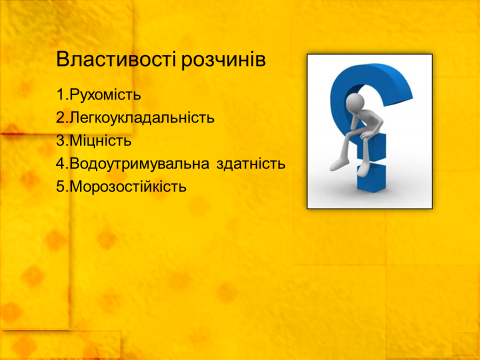 Властивості розчинів
1.Рухомість
2.Легкоукладальність
3.Міцність
4.Водоутримувальна здатність
5.Морозостійкість